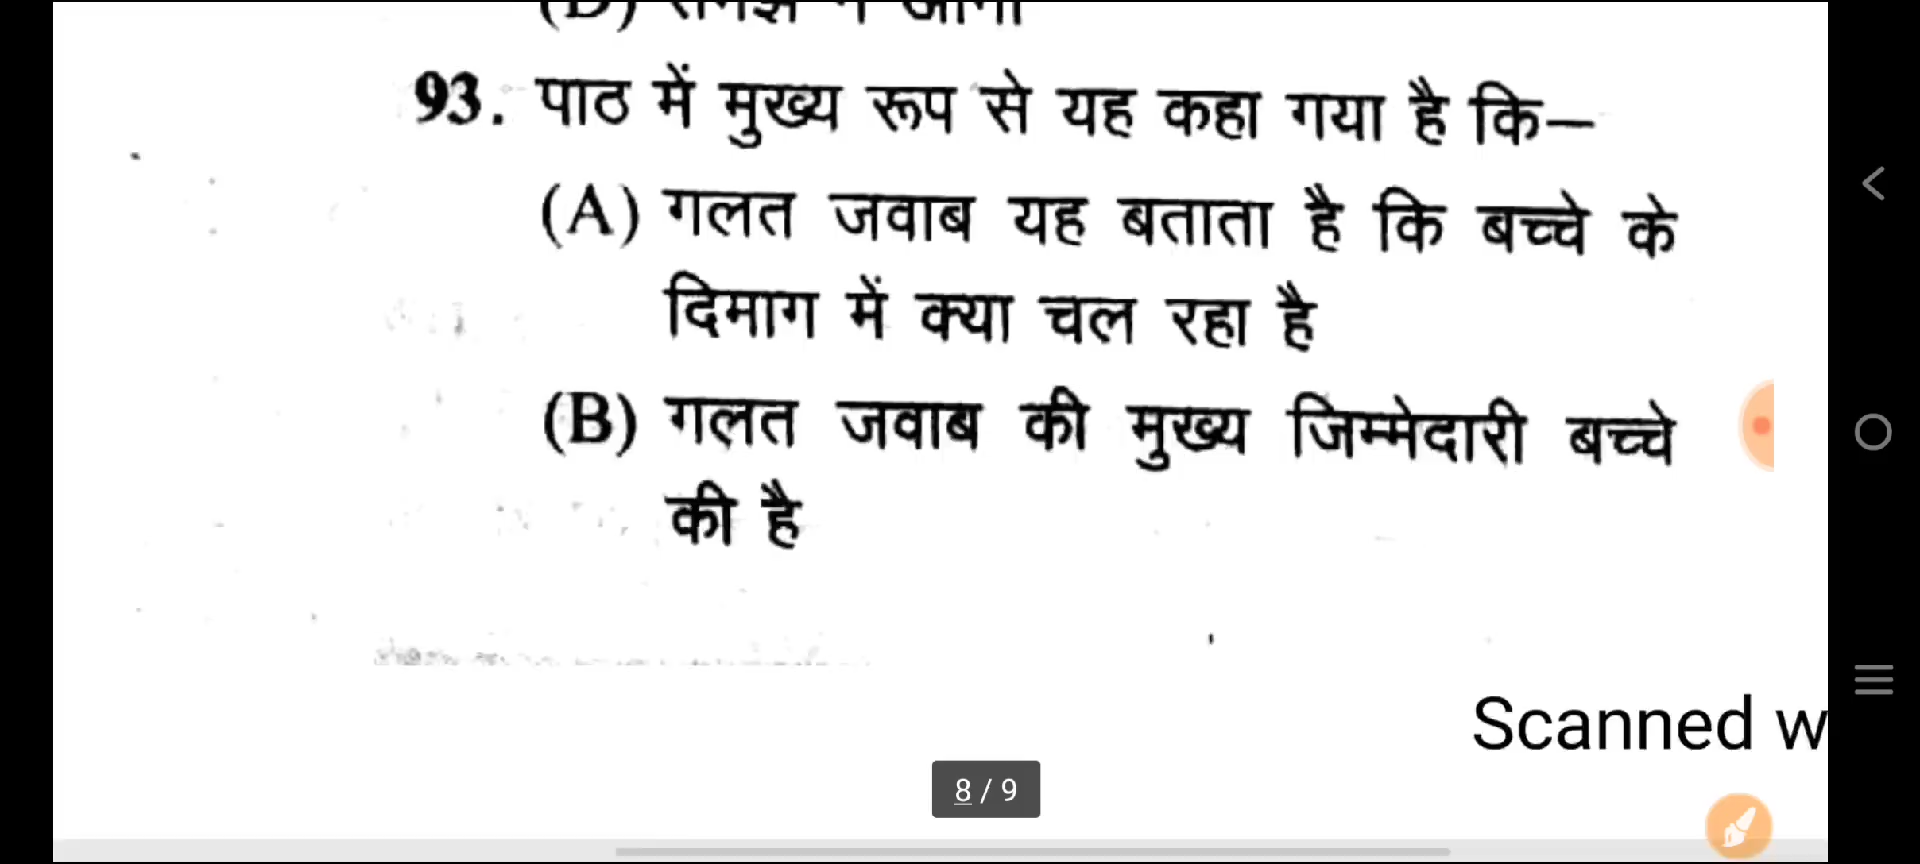 93. पाठ में मुख्य रूप से यह कहा गया है कि—
(A) गलत जवाब यह बताता है कि बच्चे के
दिमाग में क्या चल रहा है
(B) गलत जवाब की मुख्य जिम्मेदारी बच्चे
की है
Scanned w
8 / 9